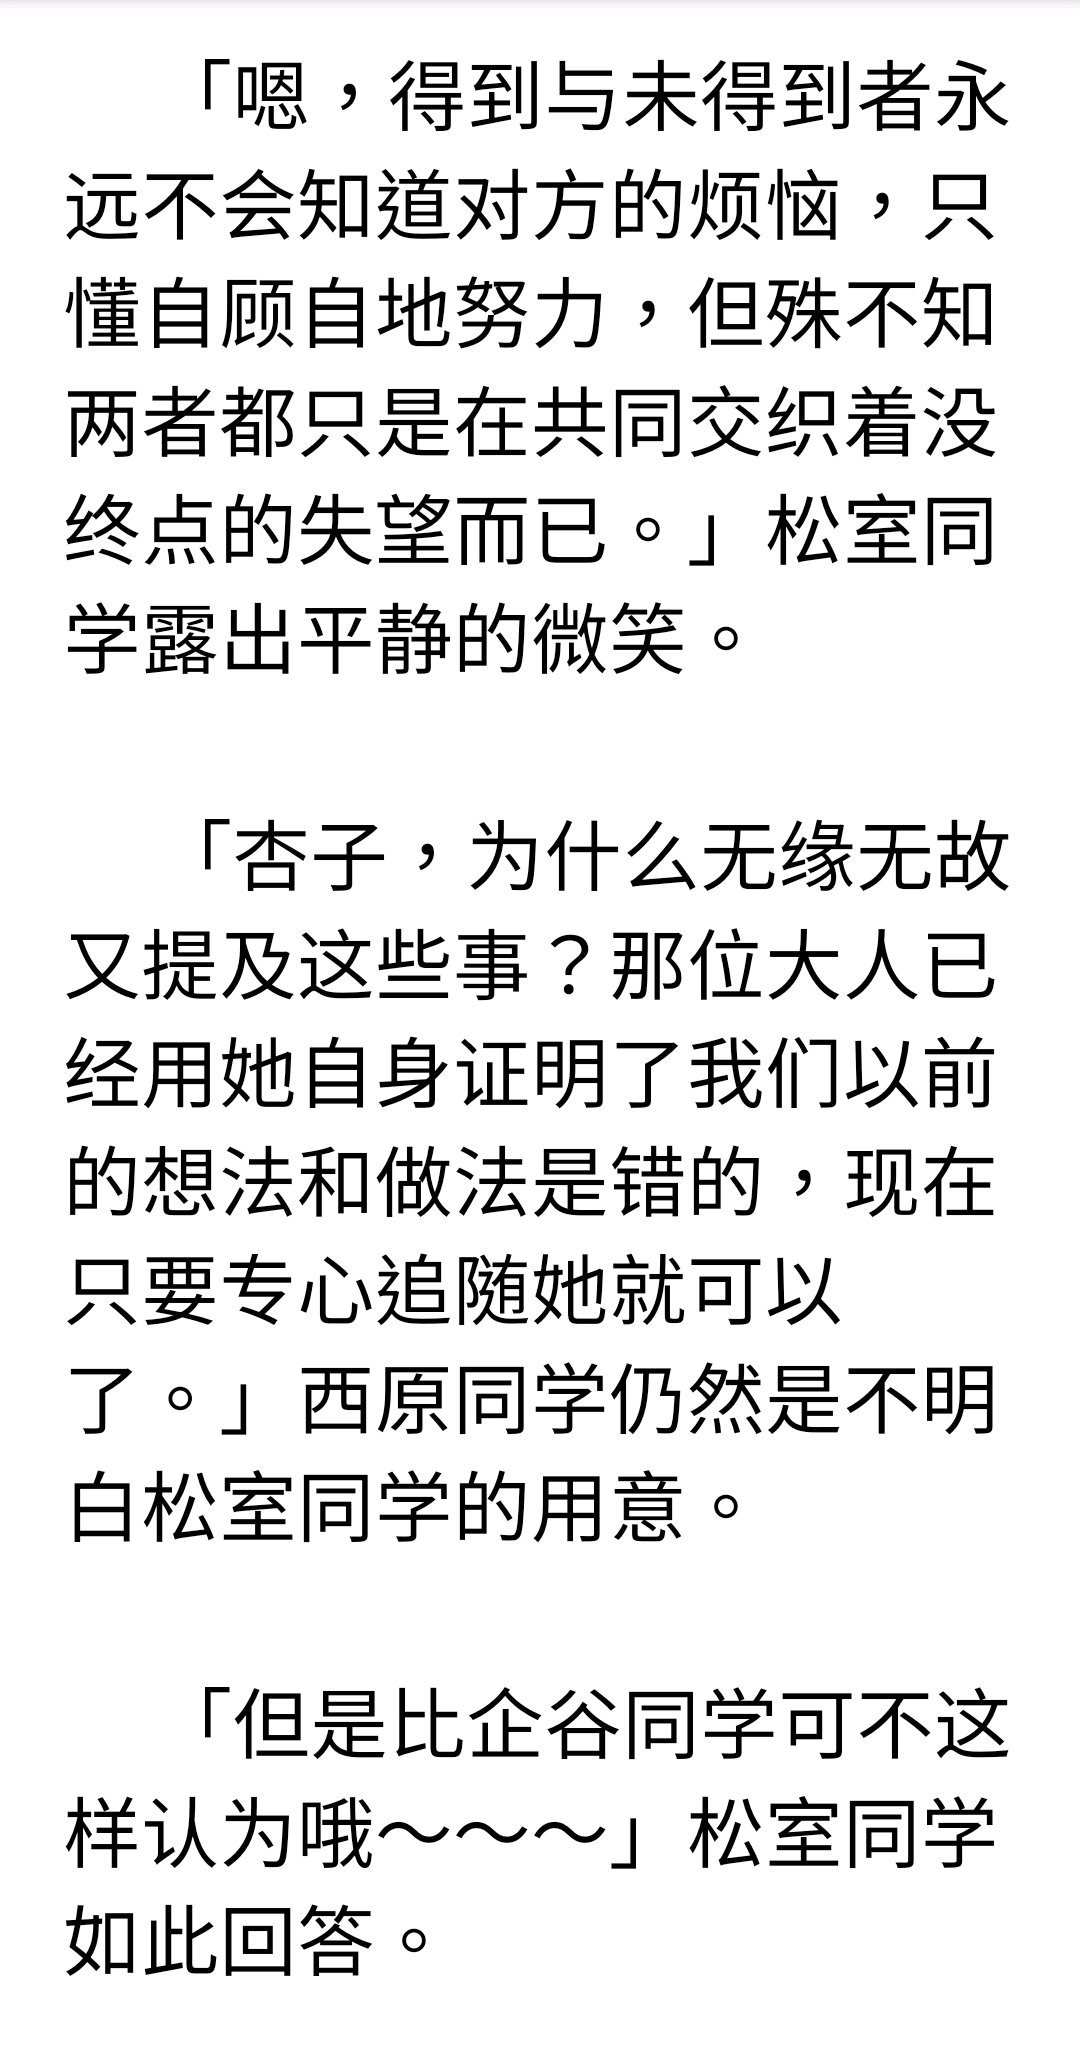 「嗯，得到与未得到者永
远不会知道对方的烦恼，只
懂自顾自地努力，但殊不知
两者都只是在共同交织着没
终点的失望而已。」松室同
学露出平静的微笑。
「杏子，为什么无缘无故
又提及这些事？那位大人已
经用她自身证明了我们以前
的想法和做法是错的，现在
只要专心追随她就可以
了。」西原同学仍然是不明
白松室同学的用意。
「但是比企谷同学可不这
样认为哦～～～」松室同学
如此回答。